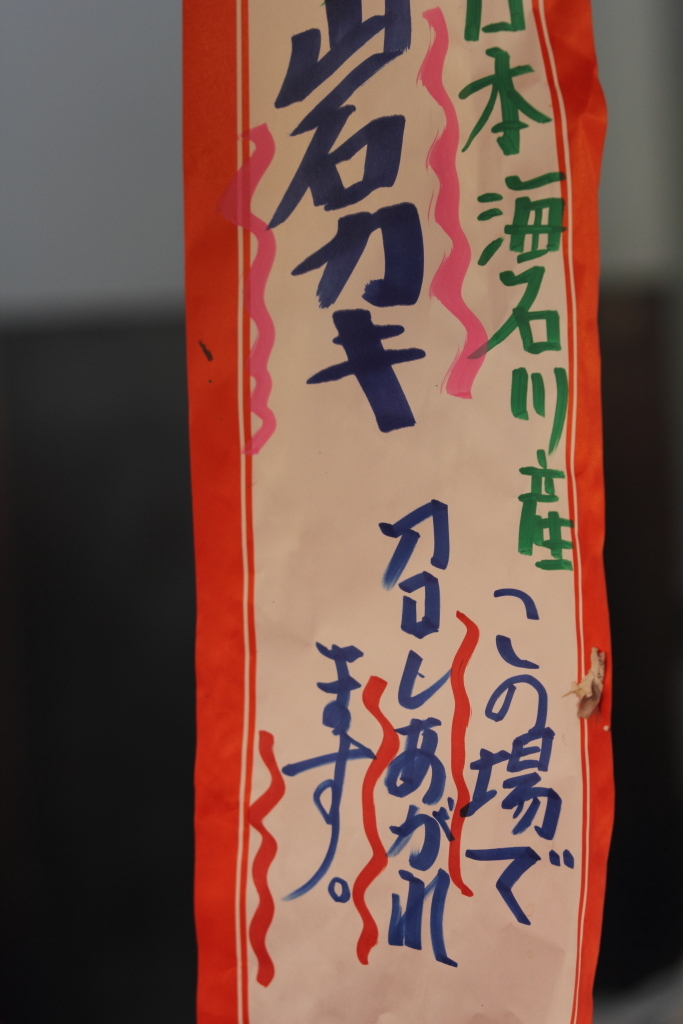 日本海石川産
岩カキ
この場で
召しあがれ
ます。